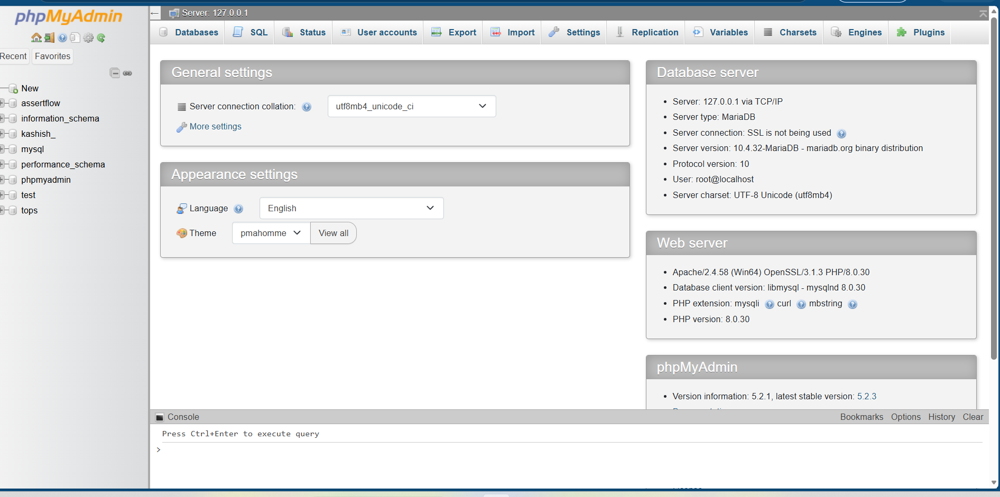 phpMyAdmin
Recent Favorites
New
assertflow
information_schema
kashish_
mysql
performance_schema
phpmyadmin
test
tops
Server: 127.0.0.1
Databases SQL Status User accounts Export Import Settings Replication Variables Charsets Engines Plugins
General settings
Server connection collation: utf8mb4_unicode_ci
More settings
Appearance settings
Language English
Theme pmahomme View all
Database server
Server: 127.0.0.1 via TCP/IP
Server type: MariaDB
Server connection: SSL is not being used
Server version: 10.4.32-MariaDB - mariadb.org binary distribution
Protocol version: 10
User: root@localhost
Server charset: UTF-8 Unicode (utf8mb4)
Web server
Apache/2.4.58 (Win64) OpenSSL/3.1.3 PHP/8.0.30
Database client version: libmysql - mysqlnd 8.0.30
PHP extension: mysqli curl mbstring
PHP version: 8.0.30
phpMyAdmin
Version information: 5.2.1, latest stable version: 5.2.3
Console Bookmarks Options History Clear
Press Ctrl+Enter to execute query
>